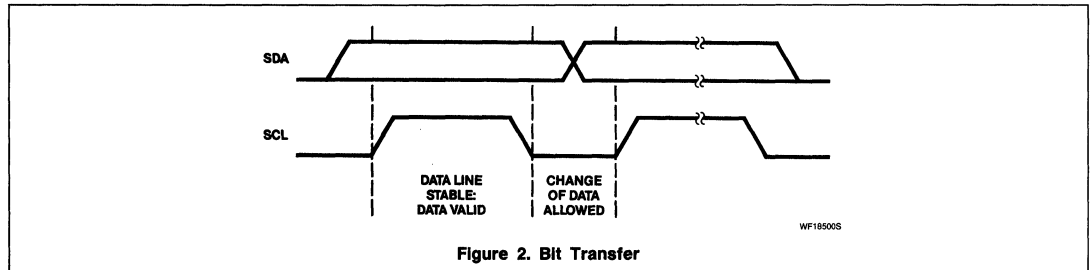 SDA
SCL
DATA LINE
STABLE:
DATA VALID
CHANGE
OF DATA
ALLOWED
WF18500S
Figure 2. Bit Transfer